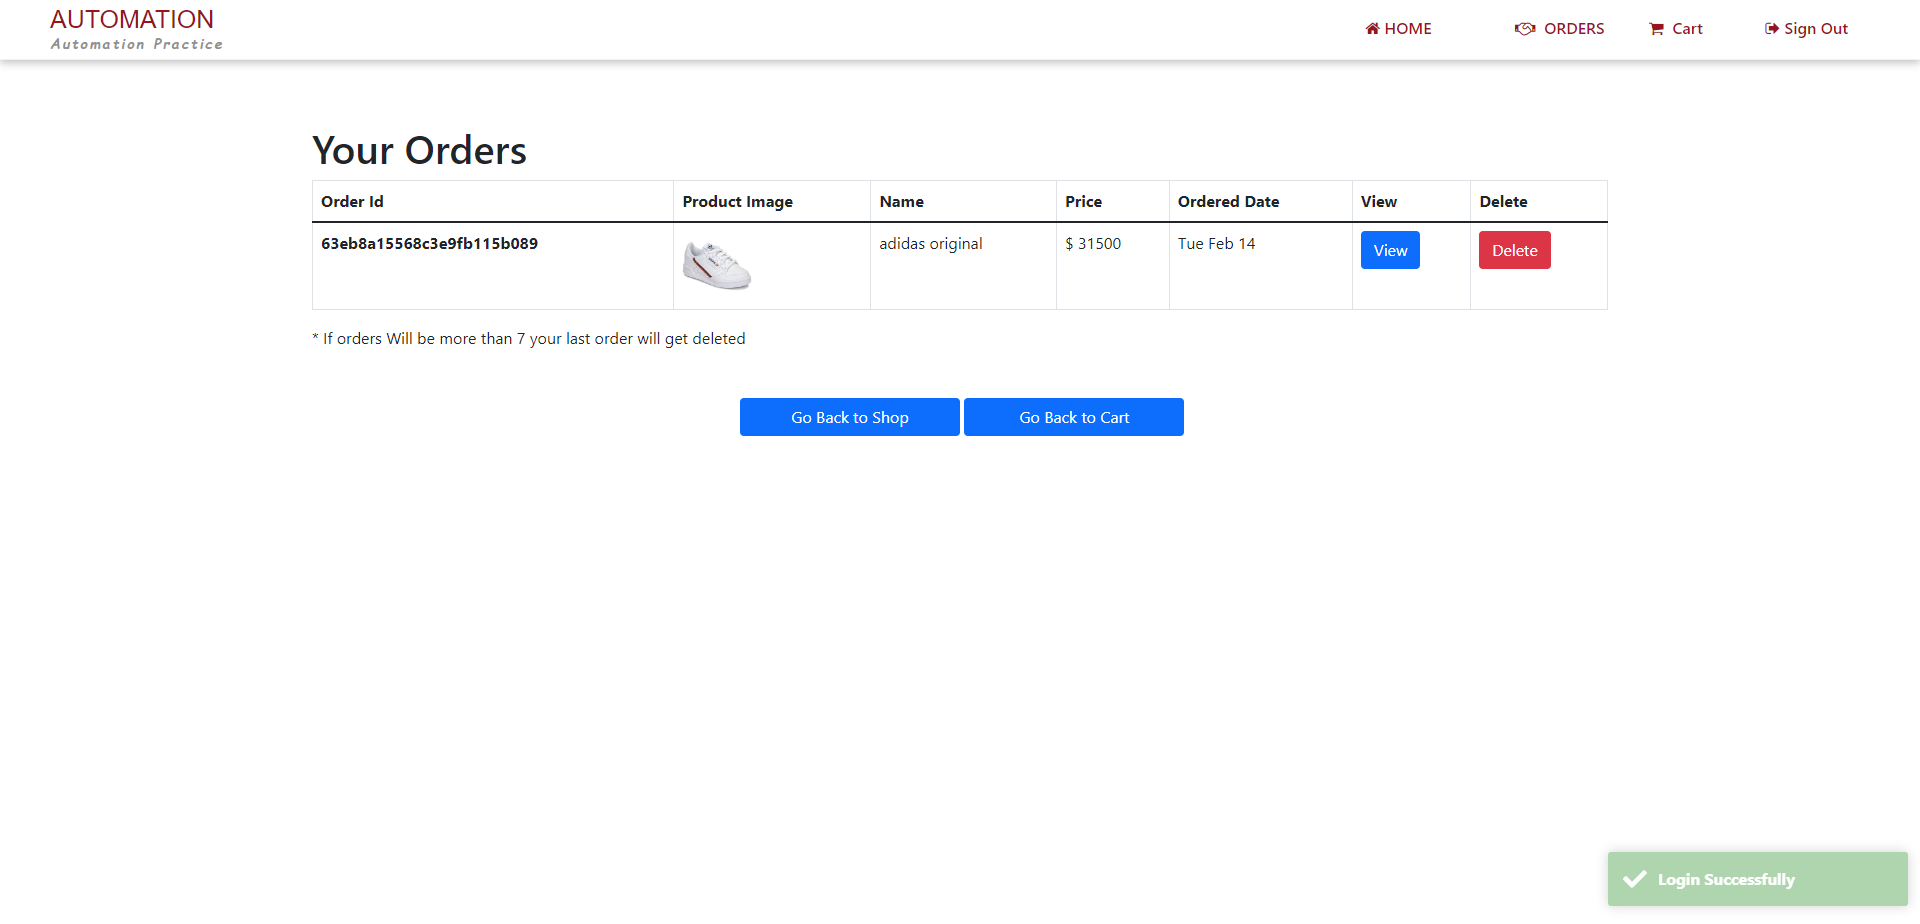 AUTOMATION
Automation Practice
HOME ORDERS Cart Sign Out
Your Orders
Order Id Product Image Name Price Ordered Date View Delete
63eb8a15568c3e9fb115b089 adidas original $ 31500 Tue Feb 14 View Delete
* If orders Will be more than 7 your last order will get deleted
Go Back to Shop Go Back to Cart
Login Successfully